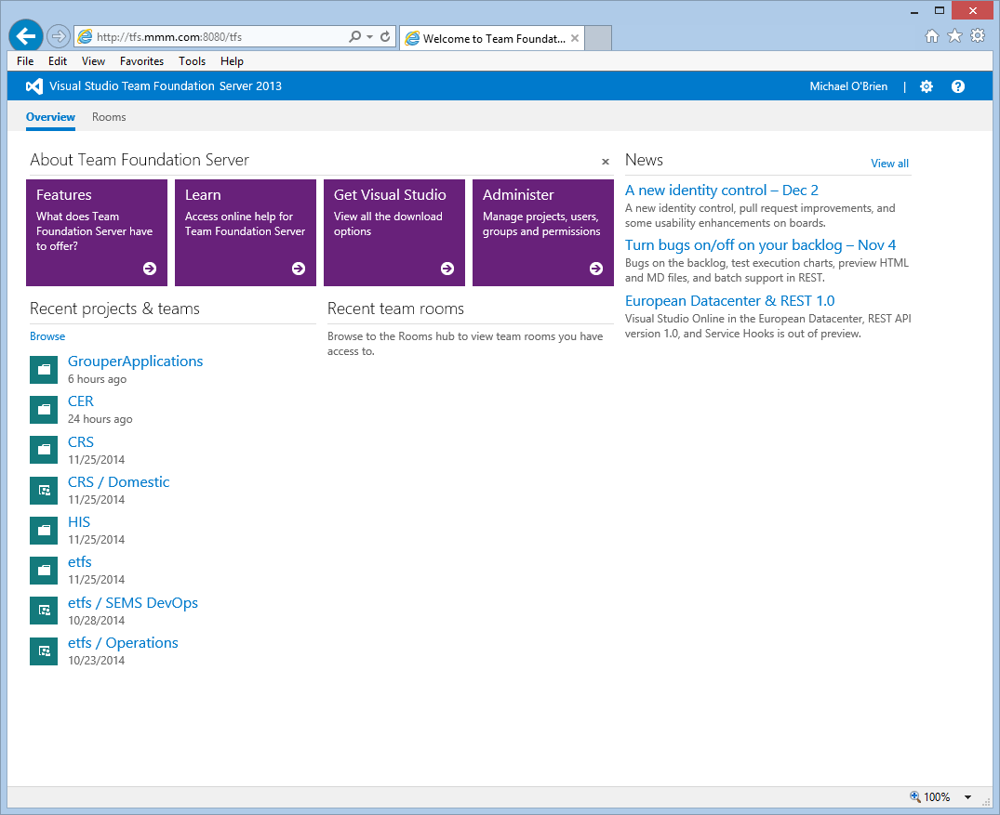 http://tfs.mmm.com:8080/tfs
Welcome to Team Foundat...
File Edit View Favorites Tools Help
Visual Studio Team Foundation Server 2013
Michael O'Brien |
Overview Rooms
About Team Foundation Server
Features
What does Team
Foundation Server have
to offer?
Learn
Access online help for
Team Foundation Server
Get Visual Studio
View all the download
options
Administer
Manage projects, users,
groups and permissions
Recent projects & teams
Browse
GrouperApplications
6 hours ago
CER
24 hours ago
CRS
11/25/2014
CRS / Domestic
11/25/2014
HIS
11/25/2014
etfs
11/25/2014
etfs / SEMS DevOps
10/28/2014
etfs / Operations
10/23/2014
Recent team rooms
Browse to the Rooms hub to view team rooms you have
access to.
News
View all
A new identity control – Dec 2
A new identity control, pull request improvements, and
some usability enhancements on boards.
Turn bugs on/off on your backlog – Nov 4
Bugs on the backlog, test execution charts, preview HTML
and MD files, and batch support in REST.
European Datacenter & REST 1.0
Visual Studio Online in the European Datacenter, REST API
version 1.0, and Service Hooks is out of preview.
100%